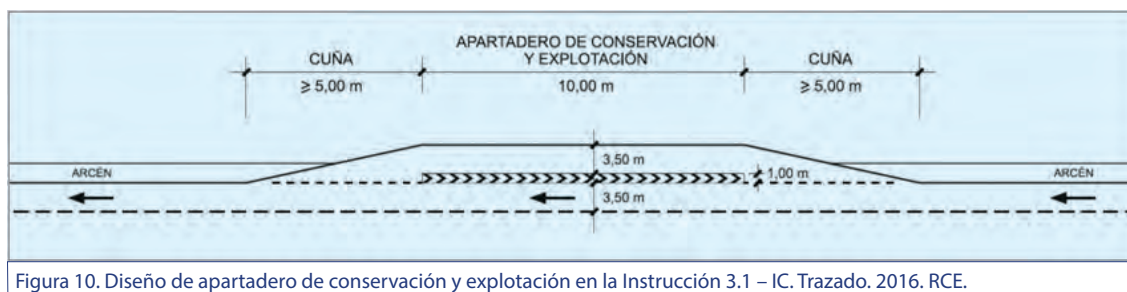 APARTADERO DE CONSERVACIÓN
Y EXPLOTACIÓN
CUÑA
CUÑA
≥ 5,00 m
10,00 m
≥ 5,00 m
3,50 m
ARCÉN
1,00 m
ARCÉN
3,50 m
Figura 10. Diseño de apartadero de conservación y explotación en la Instrucción 3.1 – IC. Trazado. 2016. RCE.